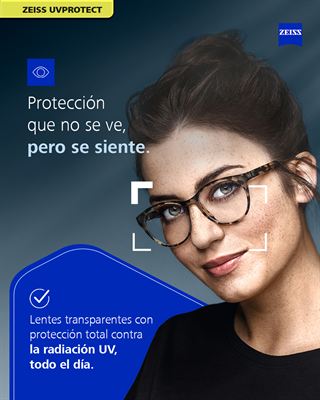 ZEISS UVPROTECT
ZEISS
Protección
que no se ve,
pero se siente.
Lentes transparentes con
protección total contra
la radiación UV,
todo el día.